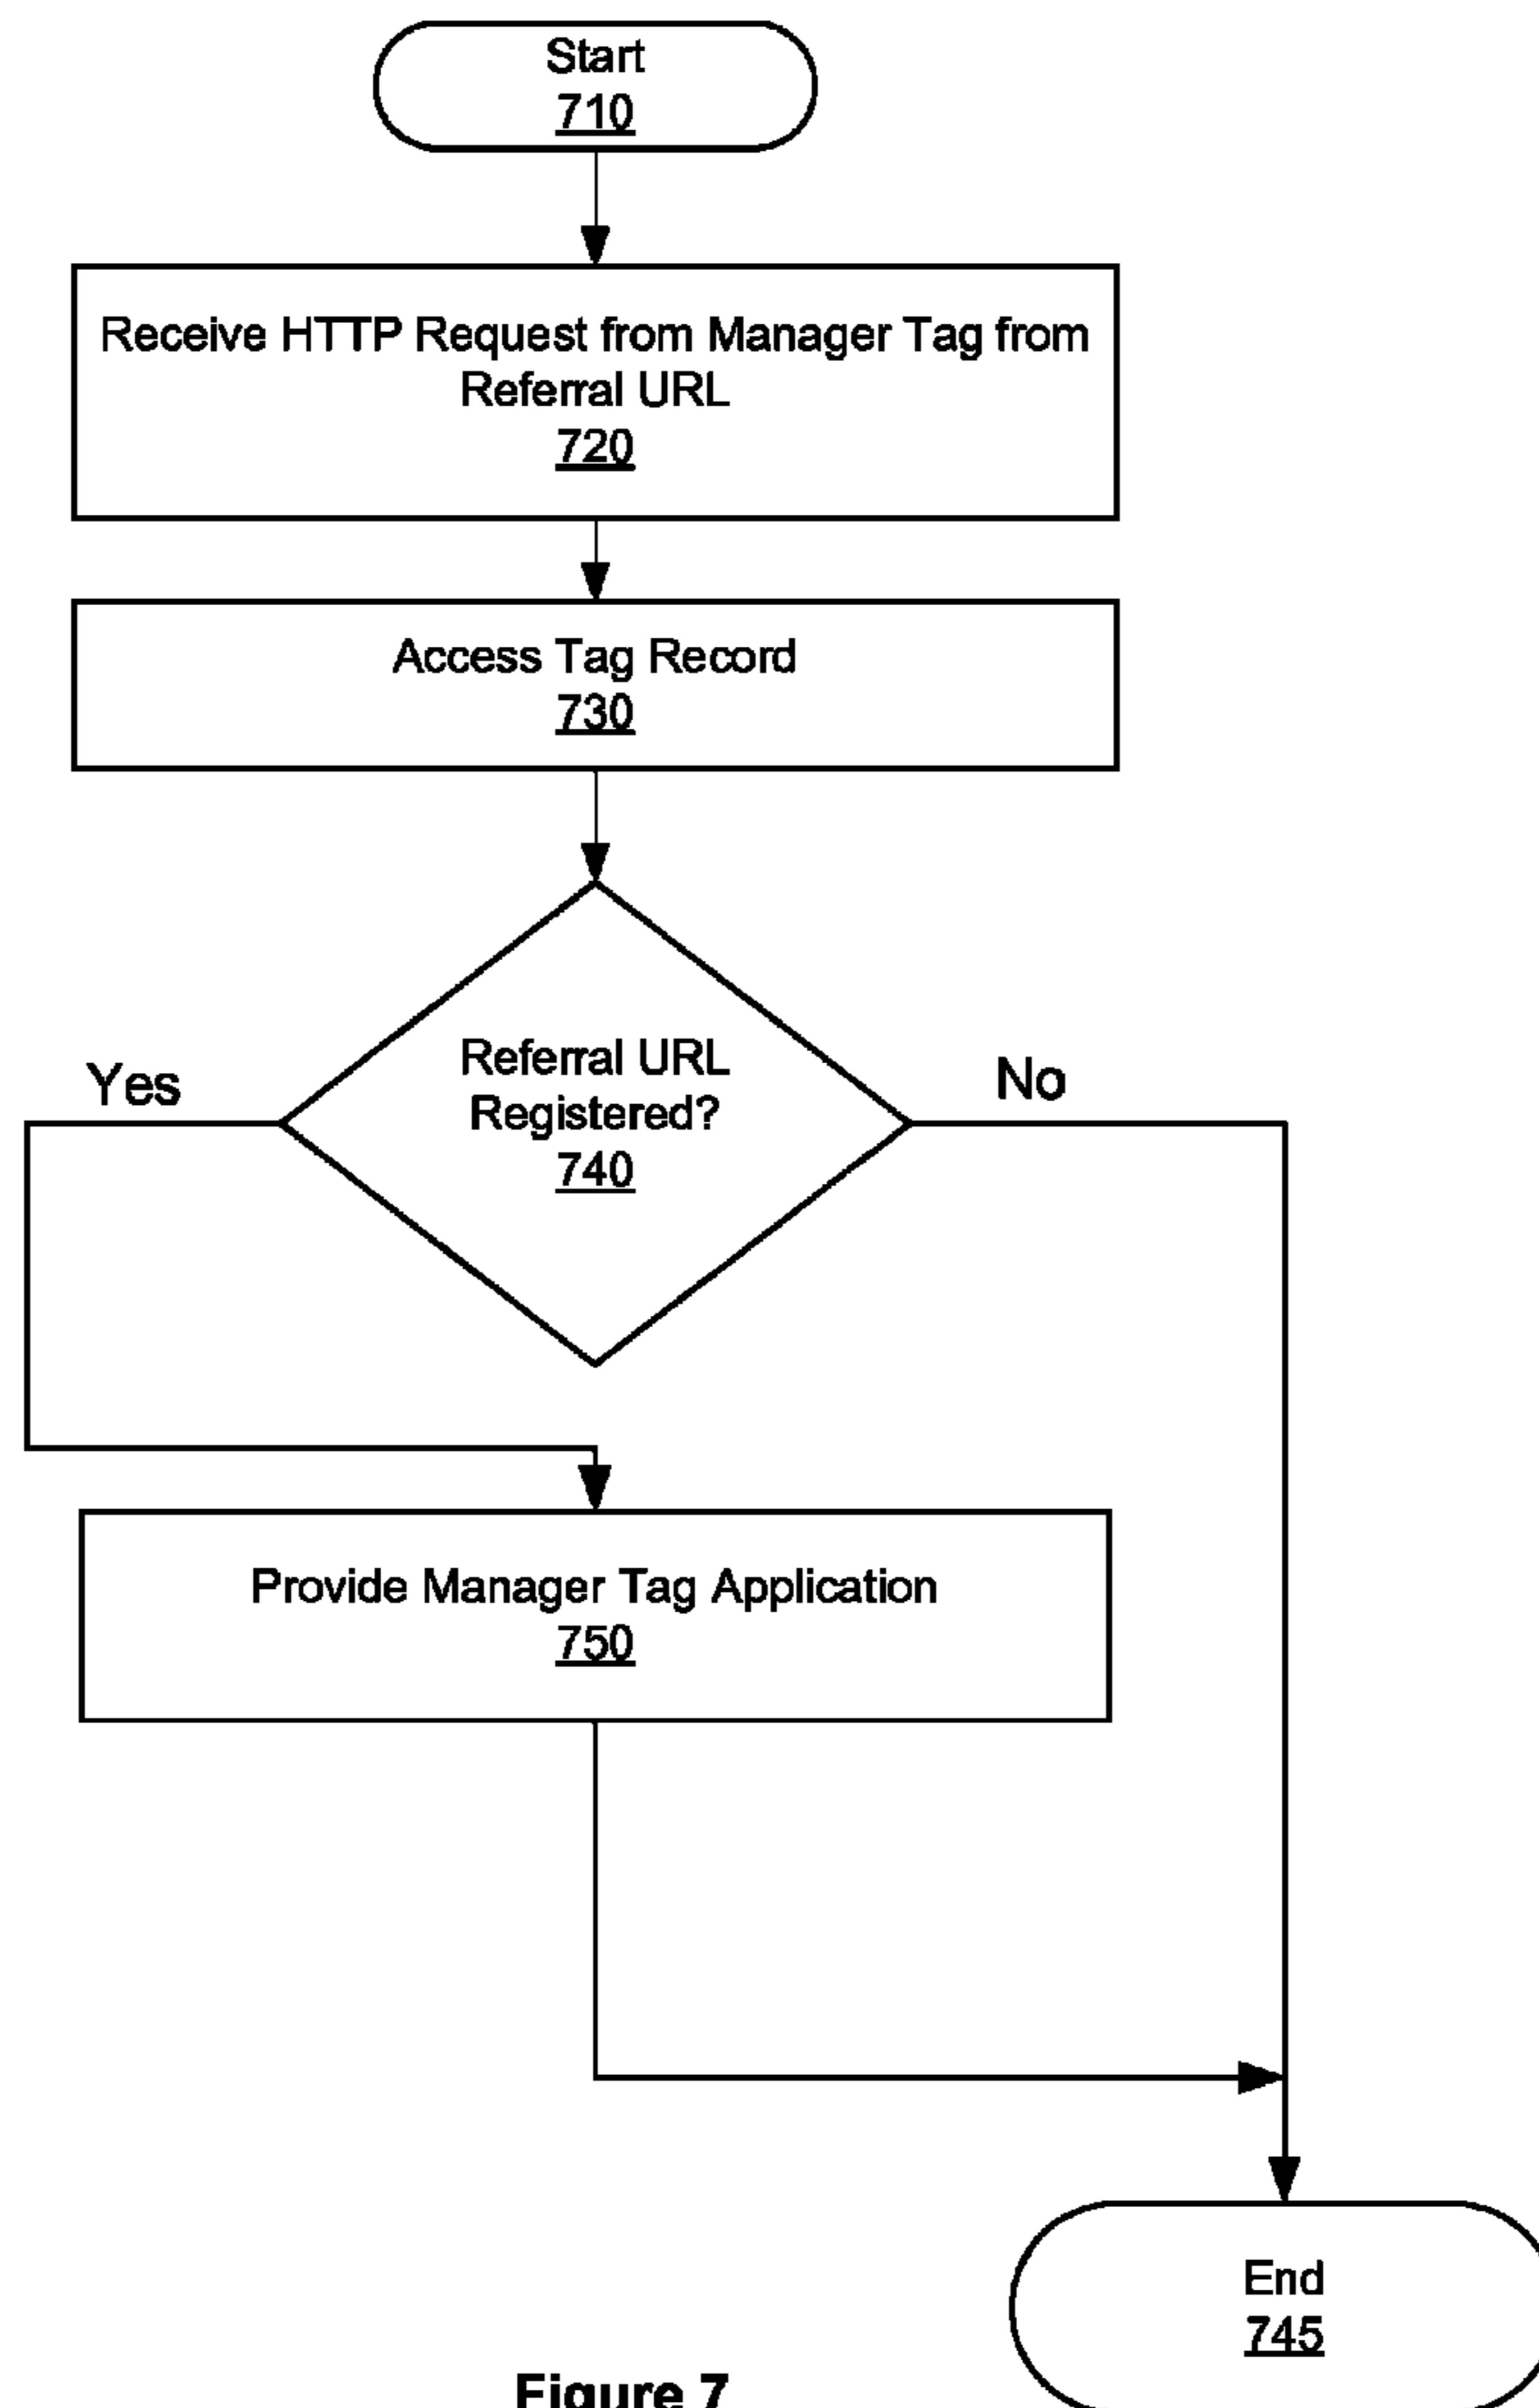 Start
710
Receive HTTP Request from Manager Tag from
Referral URL
720
Access Tag Record
730
Referral URL
Registered?
740
Yes
No
Provide Manager Tag Application
750
End
745
Figure 7